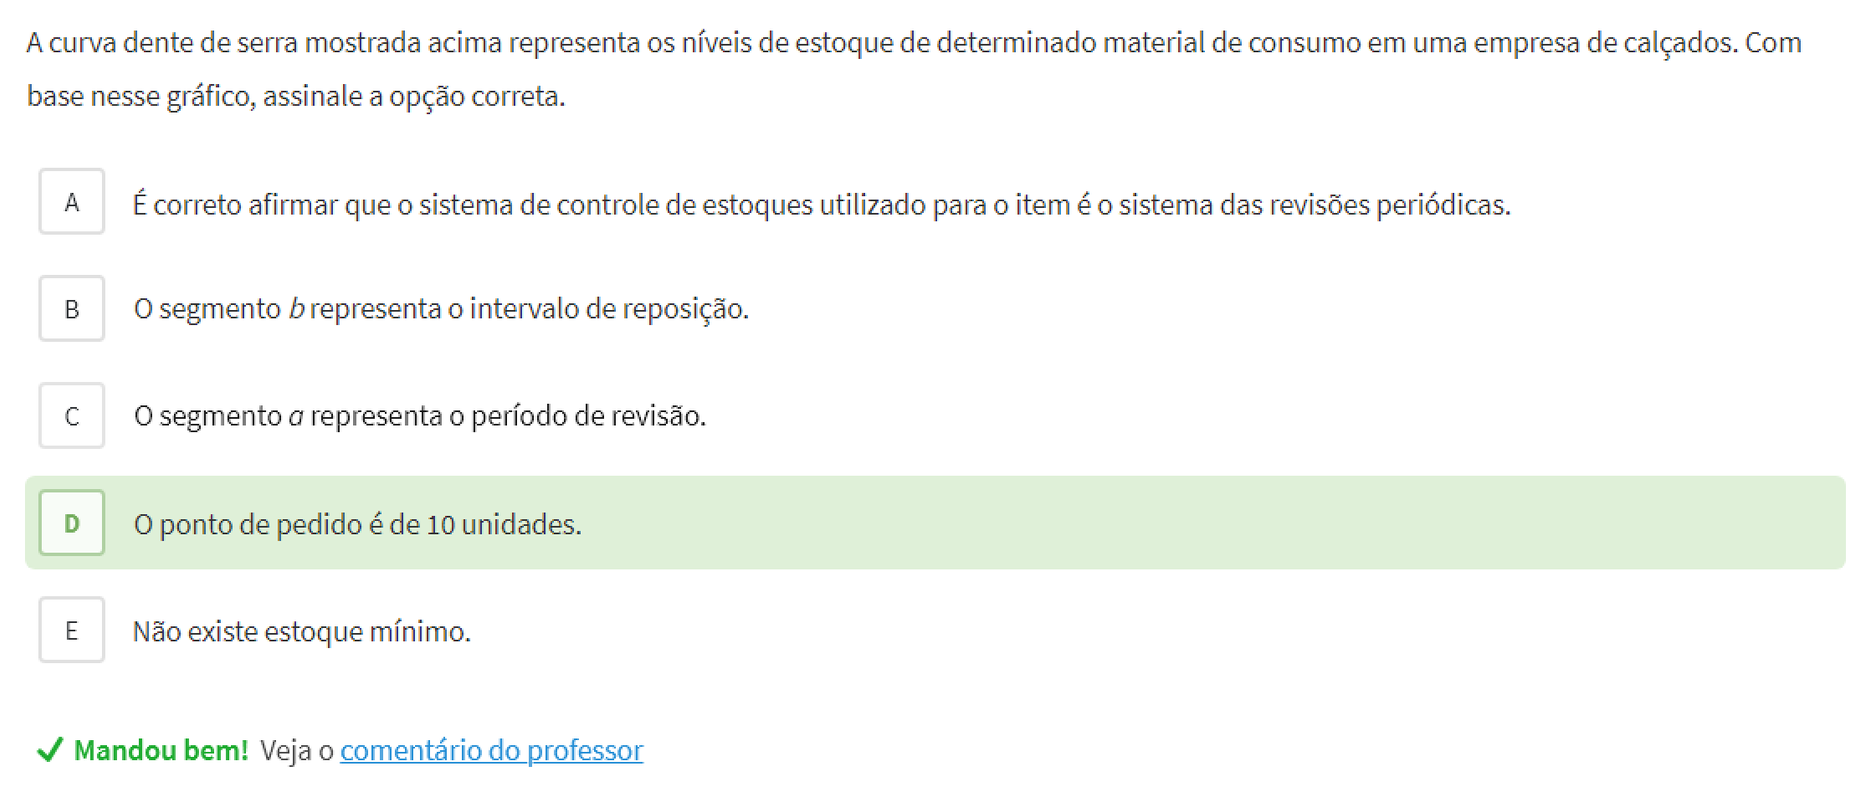 A curva dente de serra mostrada acima representa os níveis de estoque de determinado material de consumo em uma empresa de calçados. Com
base nesse gráfico, assinale a opção correta.
A É correto afirmar que o sistema de controle de estoques utilizado para o item é o sistema das revisões periódicas.
B O segmento b representa o intervalo de reposição.
C O segmento a representa o período de revisão.
D O ponto de pedido é de 10 unidades.
E Não existe estoque mínimo.
Mandou bem! Veja o comentário do professor